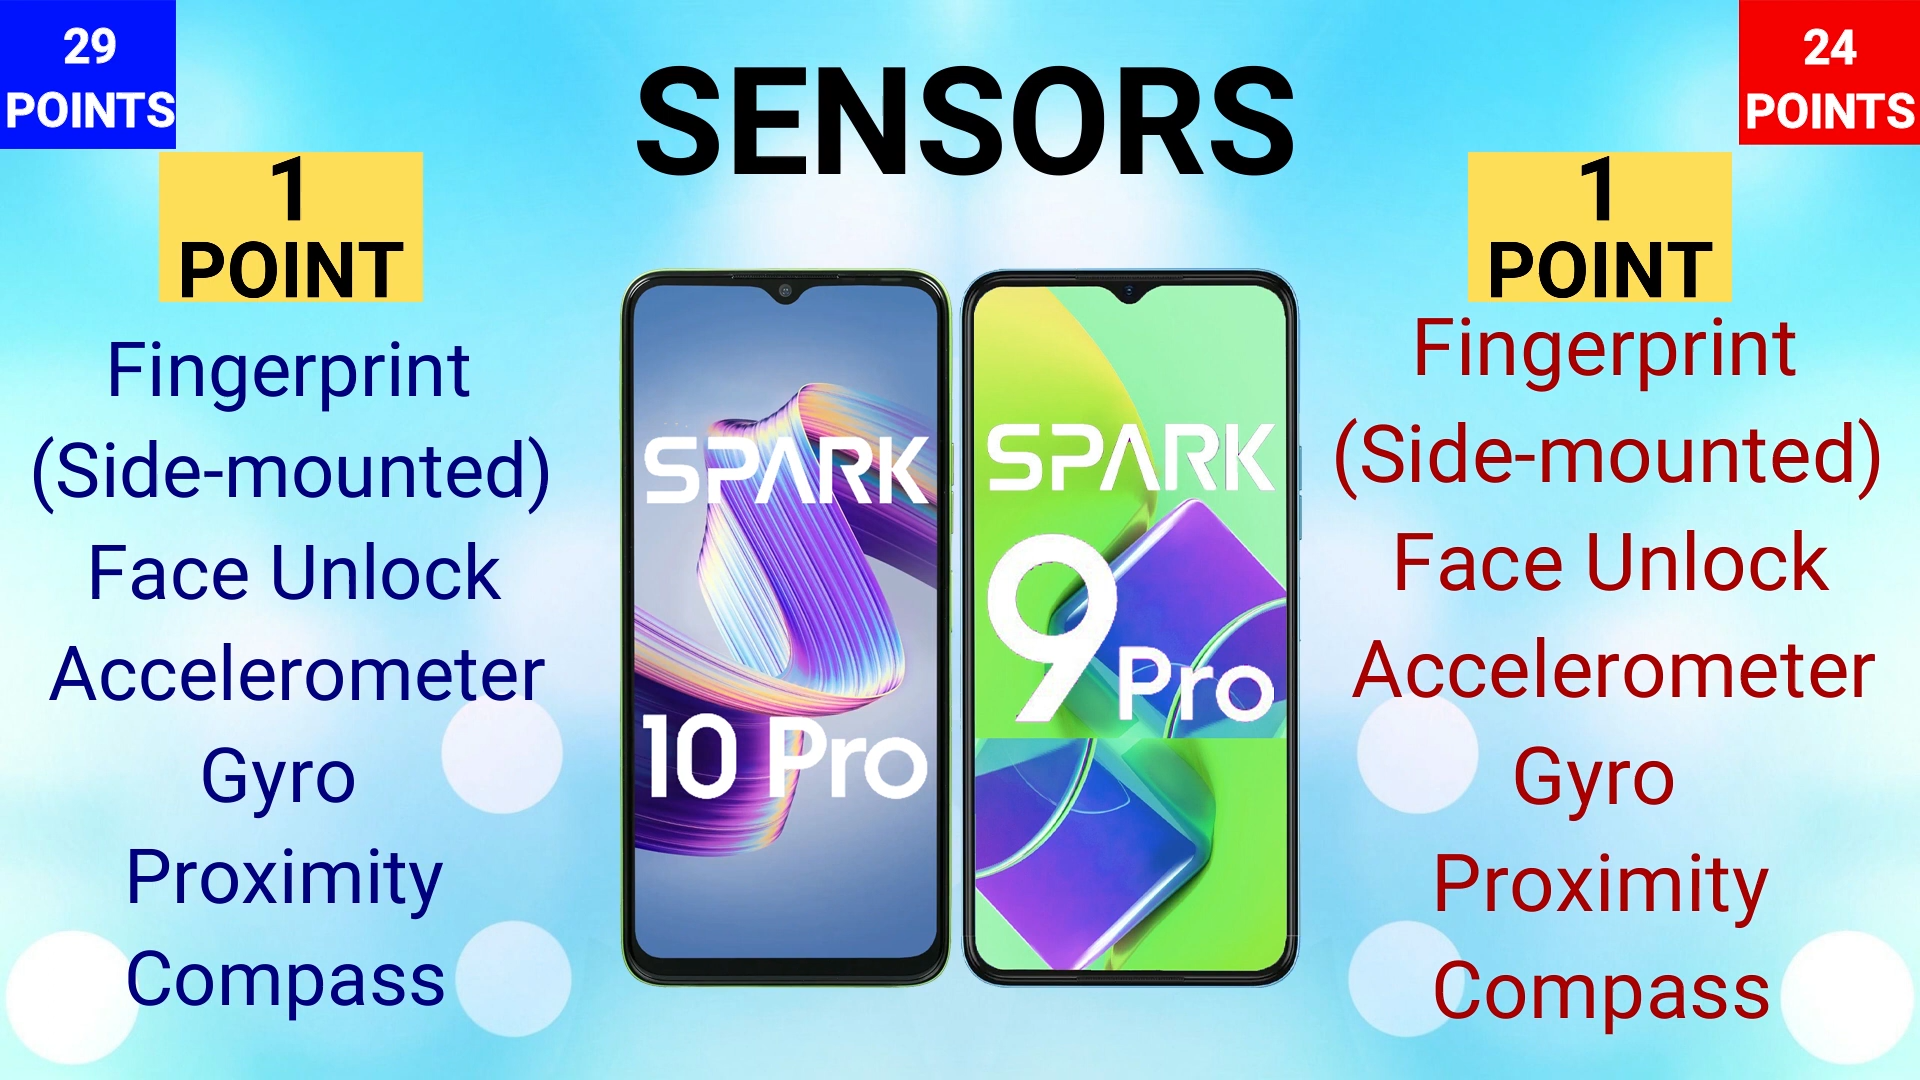 29
POINTS
SENSORS
24
POINTS
1
POINT
Fingerprint
(Side-mounted)
Face Unlock
Accelerometer
Gyro
Proximity
Compass
SPARK
10 Pro
SPARK
9 Pro
1
POINT
Fingerprint
(Side-mounted)
Face Unlock
Accelerometer
Gyro
Proximity
Compass